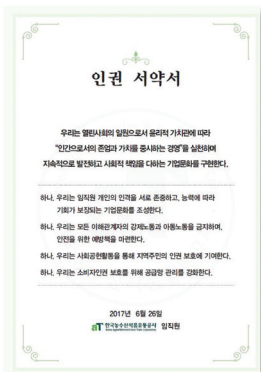 인권 서약서
우리는 열린사회의 일원으로서 윤리적 가치관에 따라
"인간으로서의 존엄과 가치를 중시하는 경영"을 실천하며
지속적으로 발전하고 사회적 책임을 다하는 기업문화를 구현한다.
하나. 우리는 임직원 개인의 인격을 서로 존중하고, 능력에 따라
기회가 보장되는 기업문화를 조성한다.
하나. 우리는 모든 이해관계자의 강제노동과 아동노동을 금지하며,
안전을 위한 예방책을 마련한다.
하나. 우리는 사회공헌활동을 통해 지역주민의 인권 보호에 기여한다.
하나. 우리는 소비자인권 보호를 위해 공급망 관리를 강화한다.
2017년 6월 26일
aT 한국농수산식품유통공사 임직원